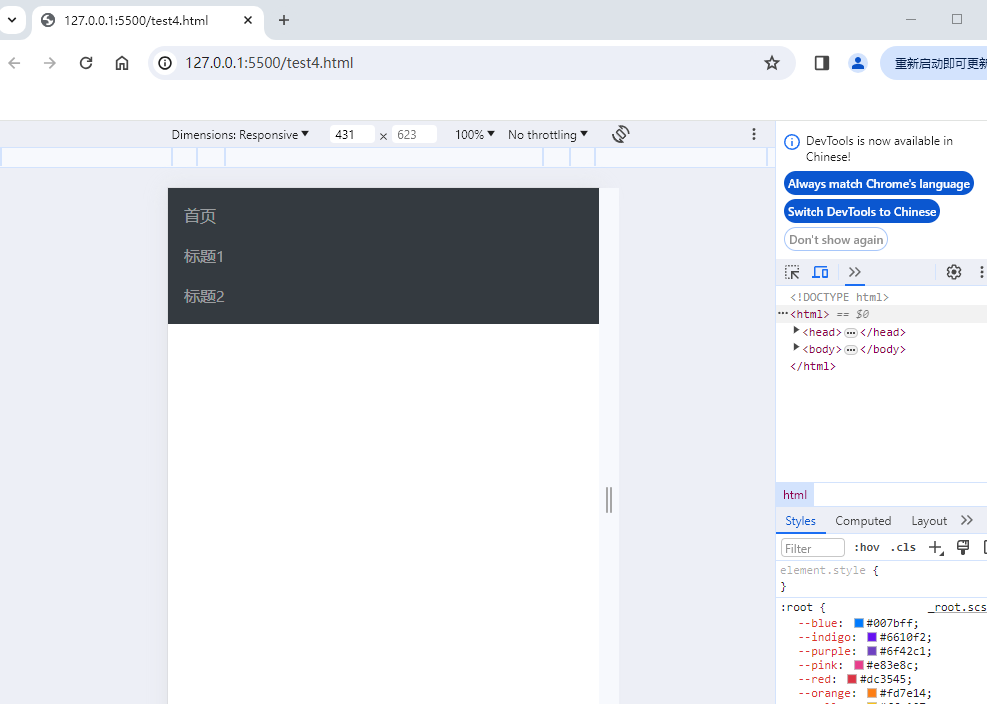 127.0.0.1:5500/test4.html
127.0.0.1:5500/test4.html
重新启动即可更新
Dimensions: Responsive ▼ 431 × 623 100% ▼ No throttling ▼
DevTools is now available in
Chinese!
Always match Chrome's language
Switch DevTools to Chinese
Don't show again
首页
标题1
标题2
<!DOCTYPE html>
<html> == $0
<head> … </head>
<body> … </body>
</html>
html
Styles Computed Layout
Filter :hov .cls
element.style {
}
:root { _root.scs
--blue: #007bff;
--indigo: #6610f2;
--purple: #6f42c1;
--pink: #e83e8c;
--red: #dc3545;
--orange: #fd7e14;